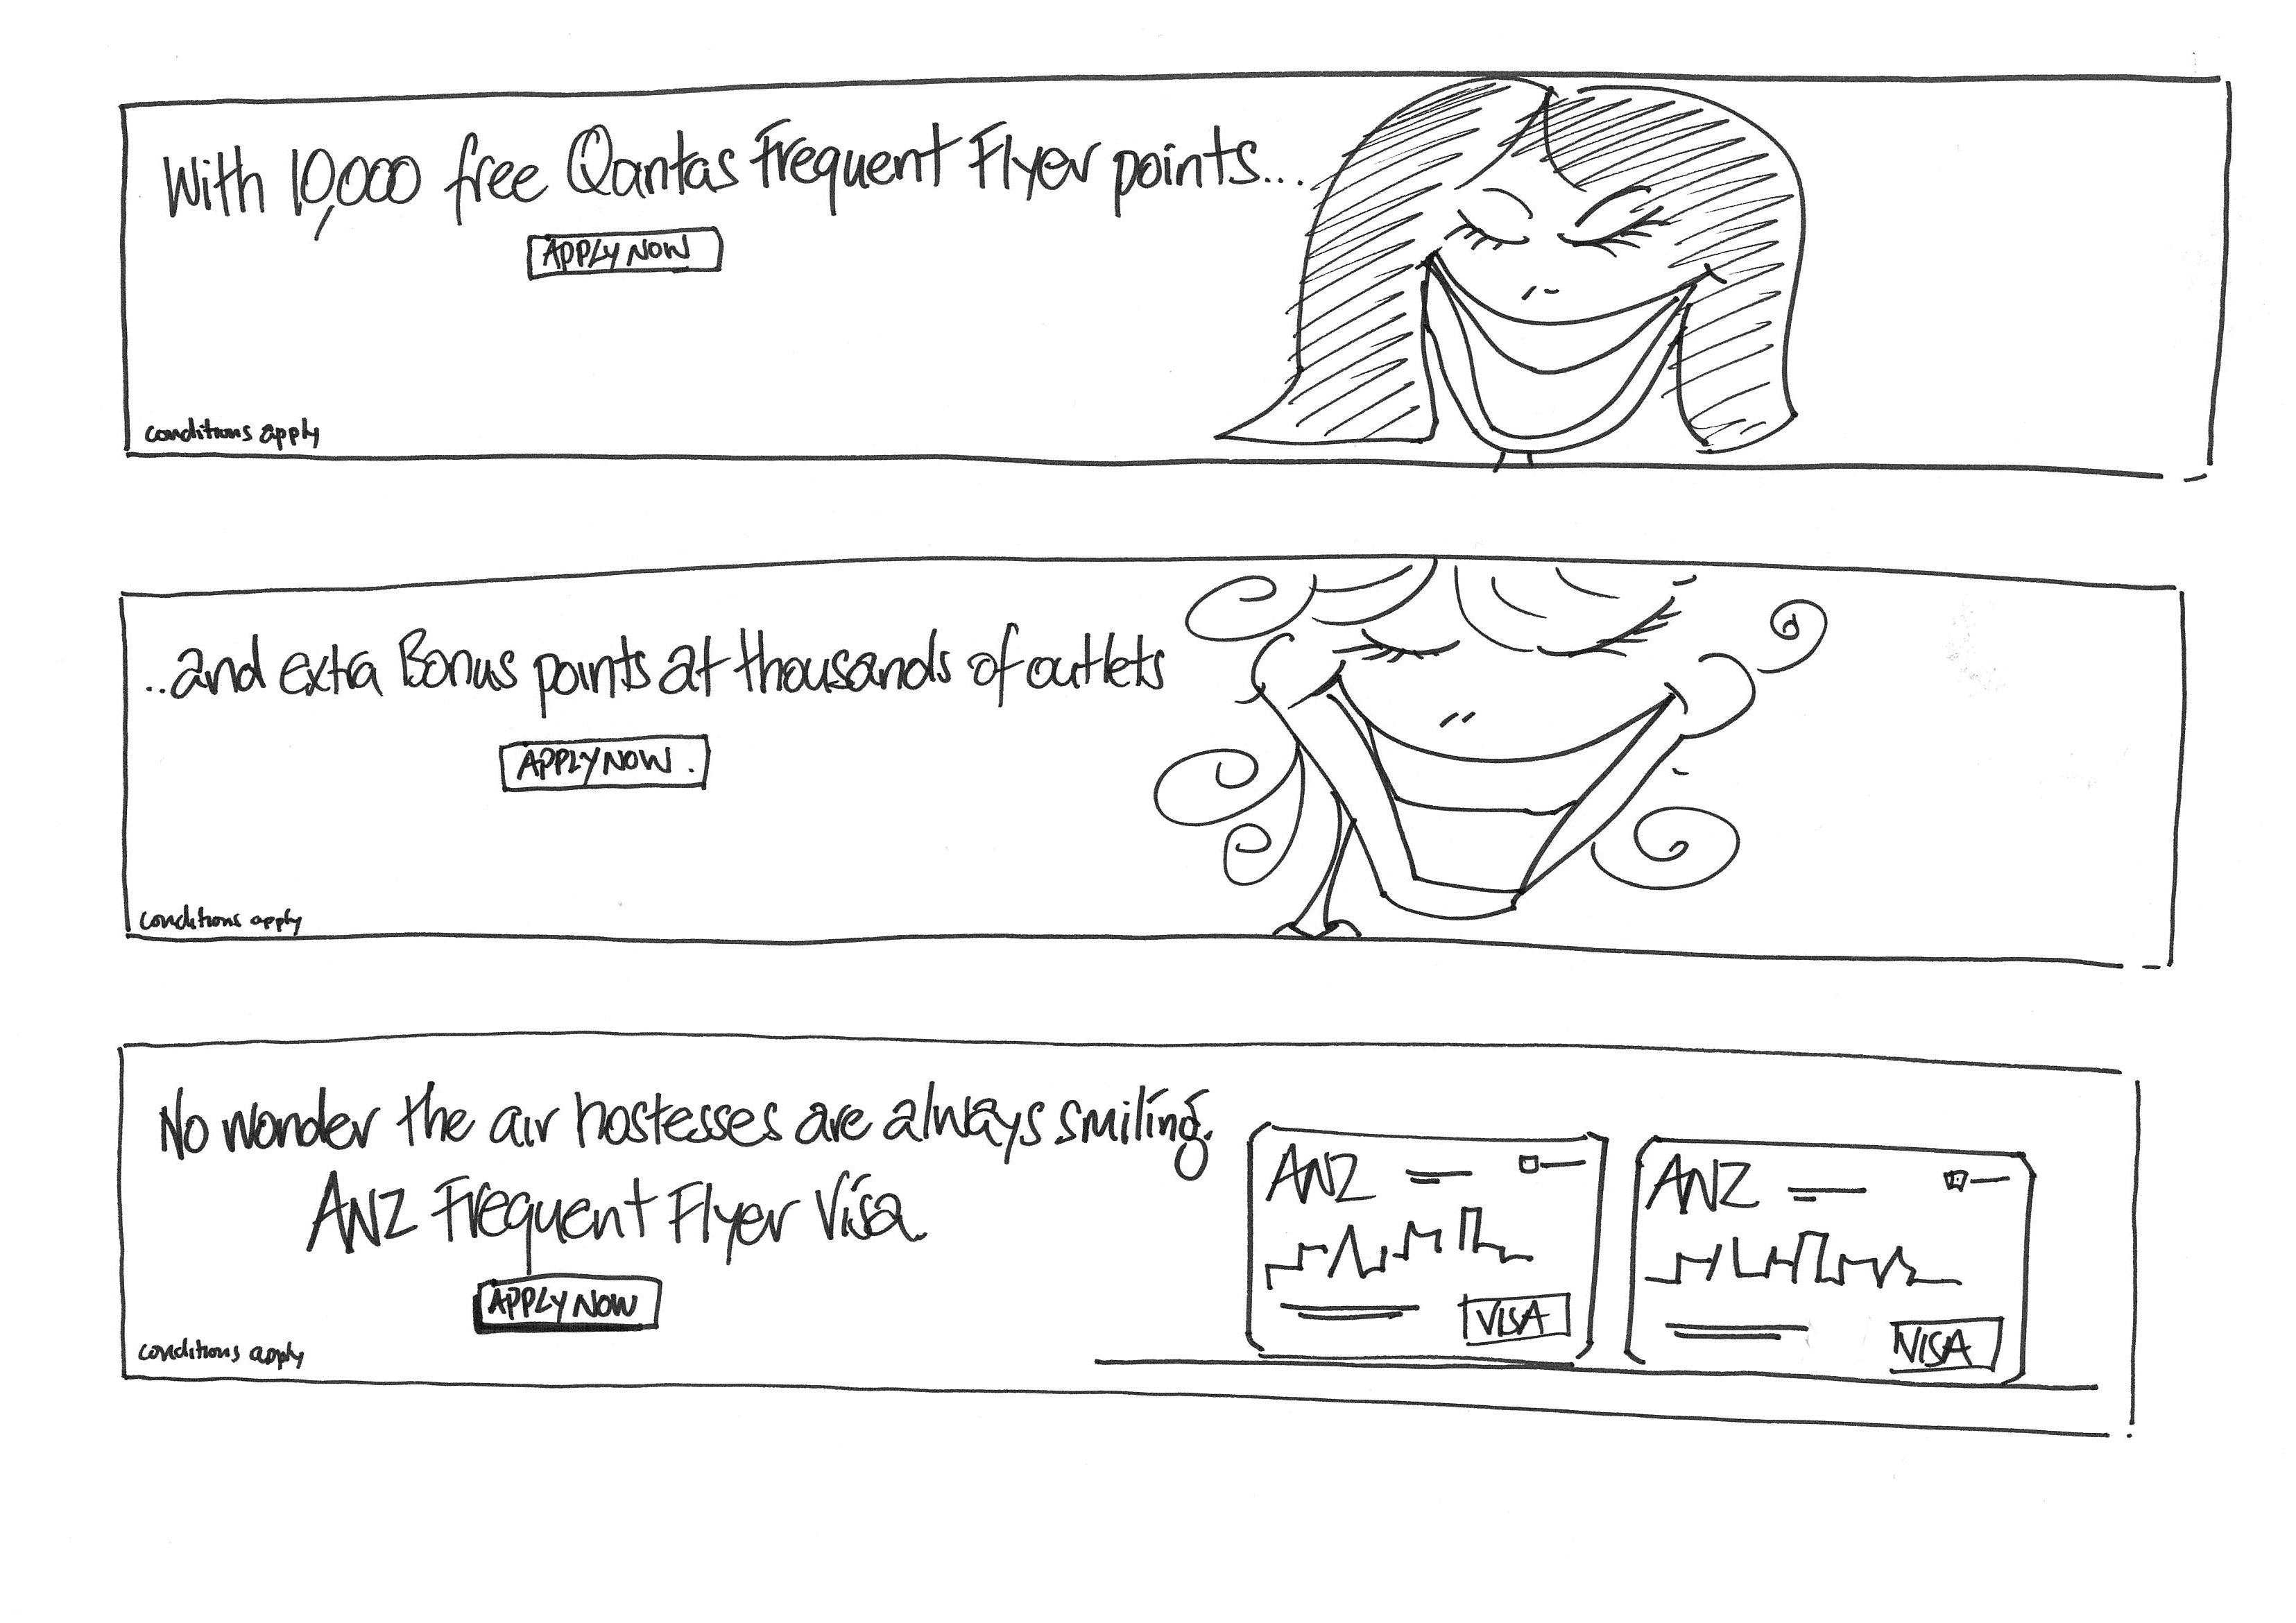 With 10,000 free Qantas Frequent Flyer points...
APPLY NOW
conditions apply
..and extra Bonus points at thousands of outlets
APPLY NOW.
conditions apply
No wonder the air hostesses are always smiling.
ANZ Frequent Flyer Visa.
APPLY NOW
conditions apply
ANZ
VISA
ANZ
VISA